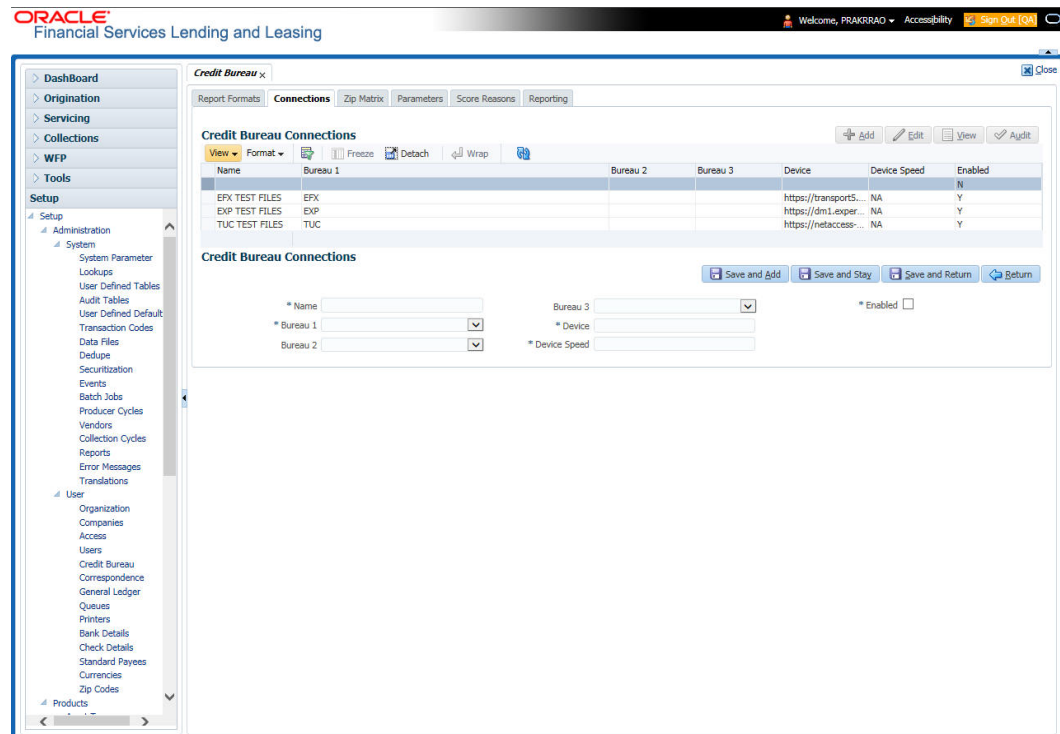 ORACLE
Financial Services Lending and Leasing
Welcome, PRAKRRAO Accessibility Sign Out [QA]
Close
DashBoard
Origination
Servicing
Collections
WFP
Tools
Setup
Setup
Administration
System
System Parameter
Lookups
User Defined Tables
Audit Tables
User Defined Default
Transaction Codes
Data Files
Dedupe
Securitization
Events
Batch Jobs
Producer Cycles
Vendors
Collection Cycles
Reports
Error Messages
Translations
User
Organization
Companies
Access
Users
Credit Bureau
Correspondence
General Ledger
Queues
Printers
Bank Details
Check Details
Standard Payees
Currencies
Zip Codes
Products
Credit Bureau x
Report Formats Connections Zip Matrix Parameters Score Reasons Reporting
Credit Bureau Connections
Add Edit View Audit
View Format Freeze Detach Wrap
Name Bureau 1 Bureau 2 Bureau 3 Device Device Speed Enabled
N
EFX TEST FILES EFX https://transport5.... NA Y
EXP TEST FILES EXP https://dm1.exper... NA Y
TUC TEST FILES TUC https://netaccess-... NA Y
Credit Bureau Connections
Save and Add Save and Stay Save and Return Return
* Name
* Bureau 1
Bureau 2
Bureau 3
* Device
* Device Speed
* Enabled